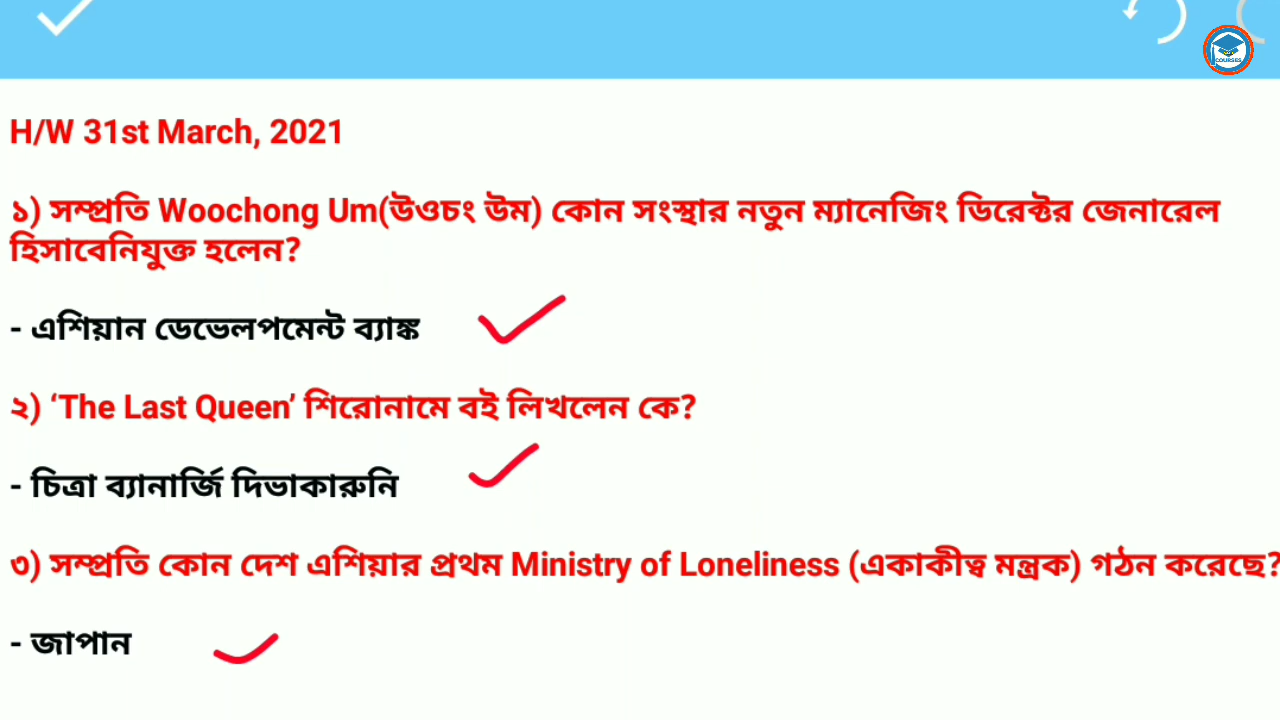 COURSES
H/W 31st March, 2021
১) সম্প্রতি Woochong Um(উওচং উম) কোন সংস্থার নতুন ম্যানেজিং ডিরেক্টর জেনারেল
হিসাবেনিযুক্ত হলেন?
- এশিয়ান ডেভেলপমেন্ট ব্যাঙ্ক
২) ‘The Last Queen’ শিরোনামে বই লিখলেন কে?
- চিত্রা ব্যানার্জি দিভাকারুনি
৩) সম্প্রতি কোন দেশ এশিয়ার প্রথম Ministry of Loneliness (একাকীত্ব মন্ত্রক) গঠন করেছে?
- জাপান